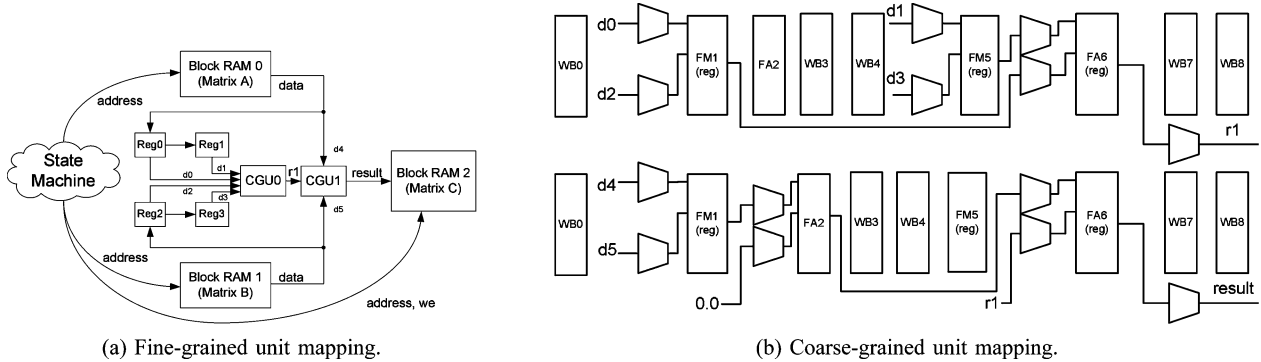 Block RAM 0
(Matrix A)
data
address
Reg0
Reg1
d4
State
Machine
d1
d0
d2
d3
CGU0
r1
CGU1
result
Block RAM 2
(Matrix C)
Reg2
Reg3
d5
address
Block RAM 1
(Matrix B)
data
address, we
(a) Fine-grained unit mapping.
WB0
d0
d2
FM1
(reg)
FA2
WB3
WB4
d1
d3
FM5
(reg)
FA6
(reg)
WB7
WB8
r1
WB0
d4
d5
FM1
(reg)
0.0
FA2
WB3
WB4
FM5
(reg)
r1
FA6
(reg)
WB7
WB8
result
(b) Coarse-grained unit mapping.